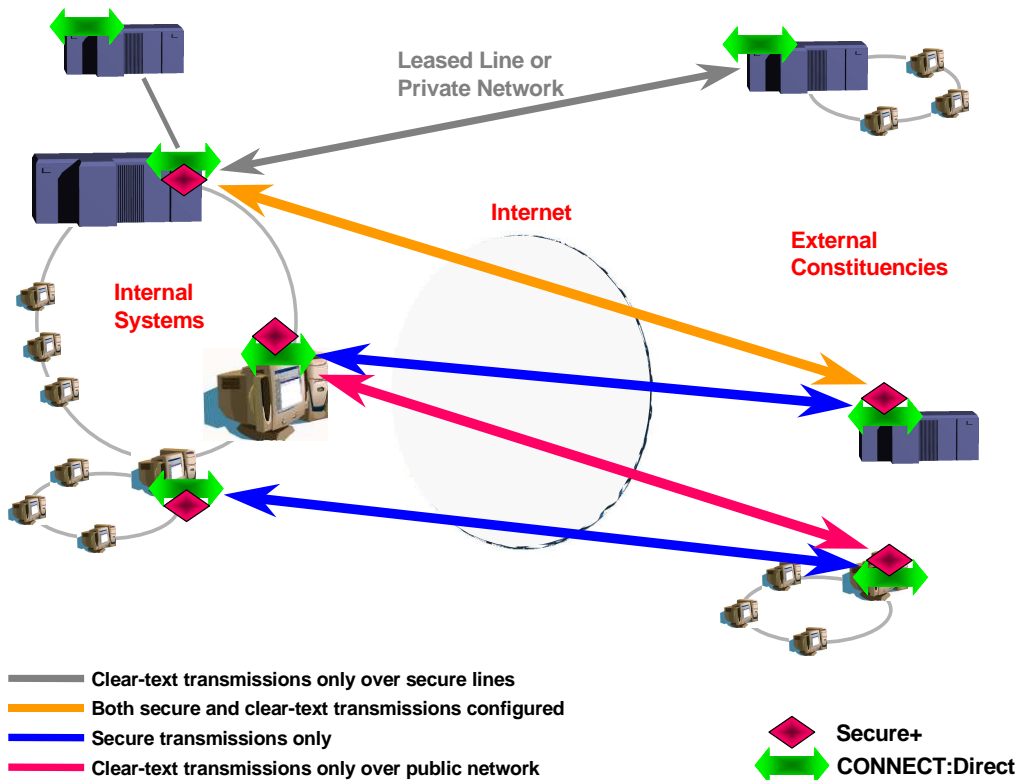 Leased Line or
Private Network
Internet
External
Constituencies
Internal
Systems
Clear-text transmissions only over secure lines
Both secure and clear-text transmissions configured
Secure transmissions only
Clear-text transmissions only over public network
Secure+
CONNECT:Direct